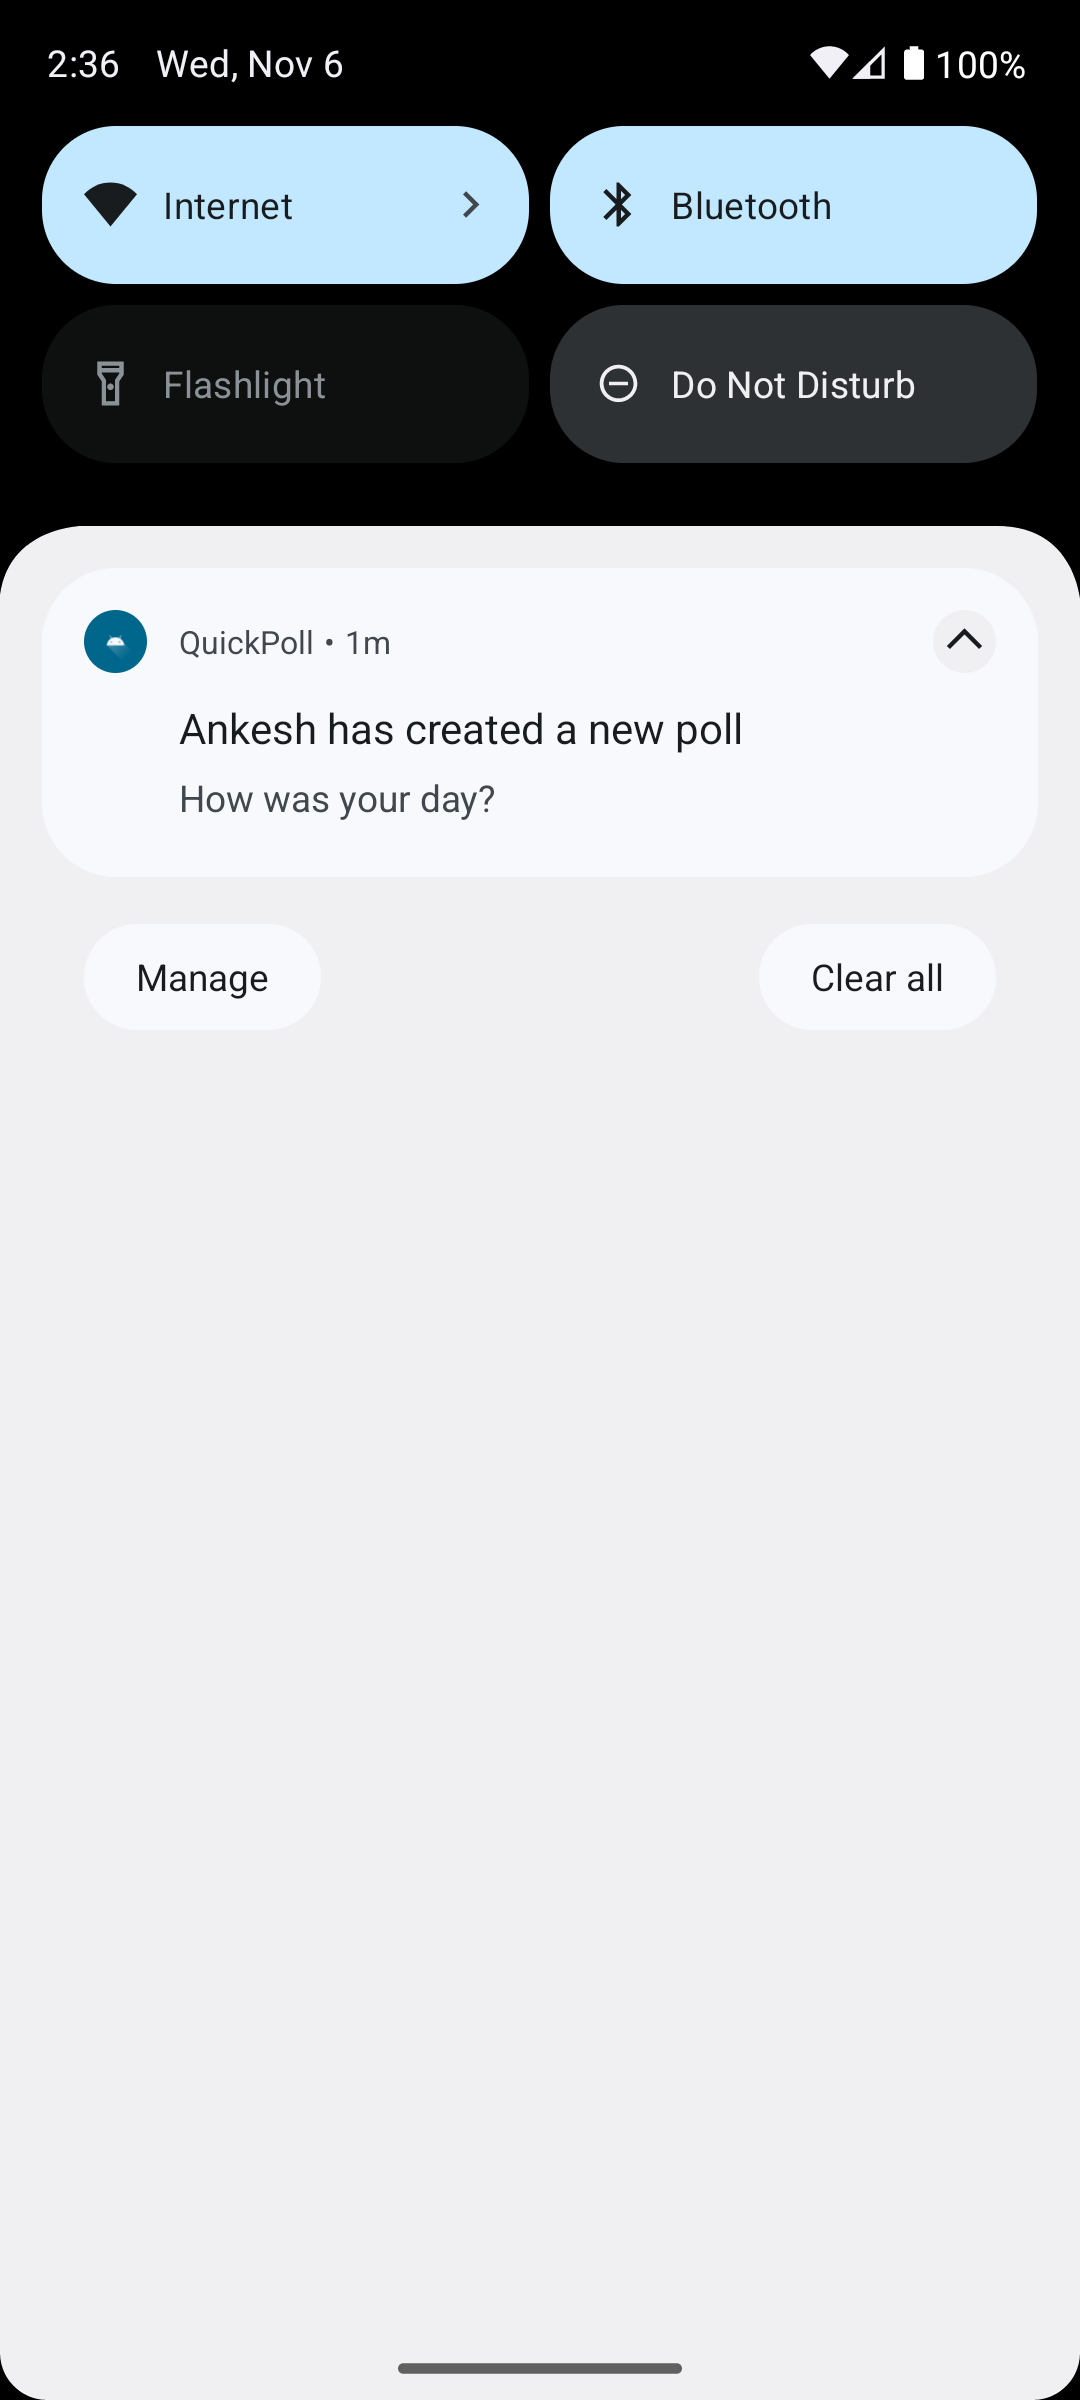 2:36 Wed, Nov 6 100%
Internet Bluetooth
Flashlight Do Not Disturb
QuickPoll • 1m
Ankesh has created a new poll
How was your day?
Manage Clear all